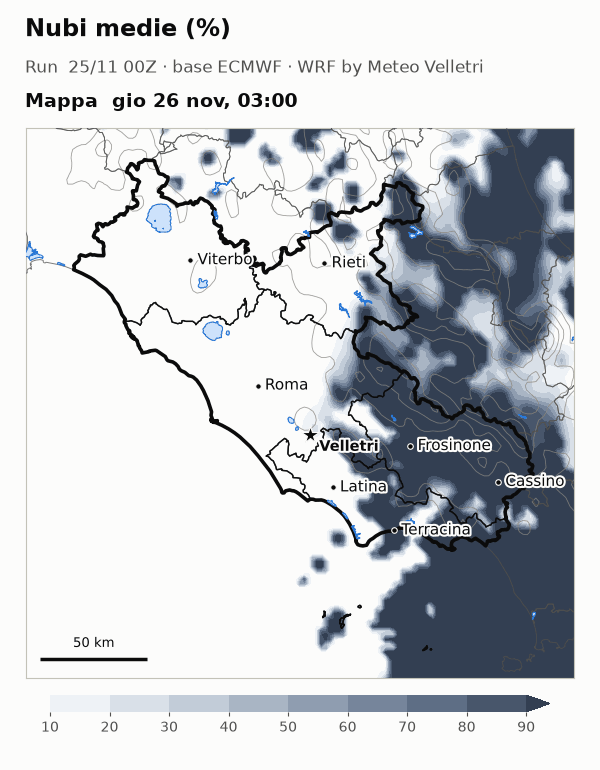 Nubi medie (%)
Run  25/11 00Z · base ECMWF · WRF by Meteo Velletri
Mappa  gio 26 nov, 03:00
Viterbo
Rieti
Roma
Velletri
Frosinone
Cassino
Latina
Terracina
50 km
10 20 30 40 50 60 70 80 90